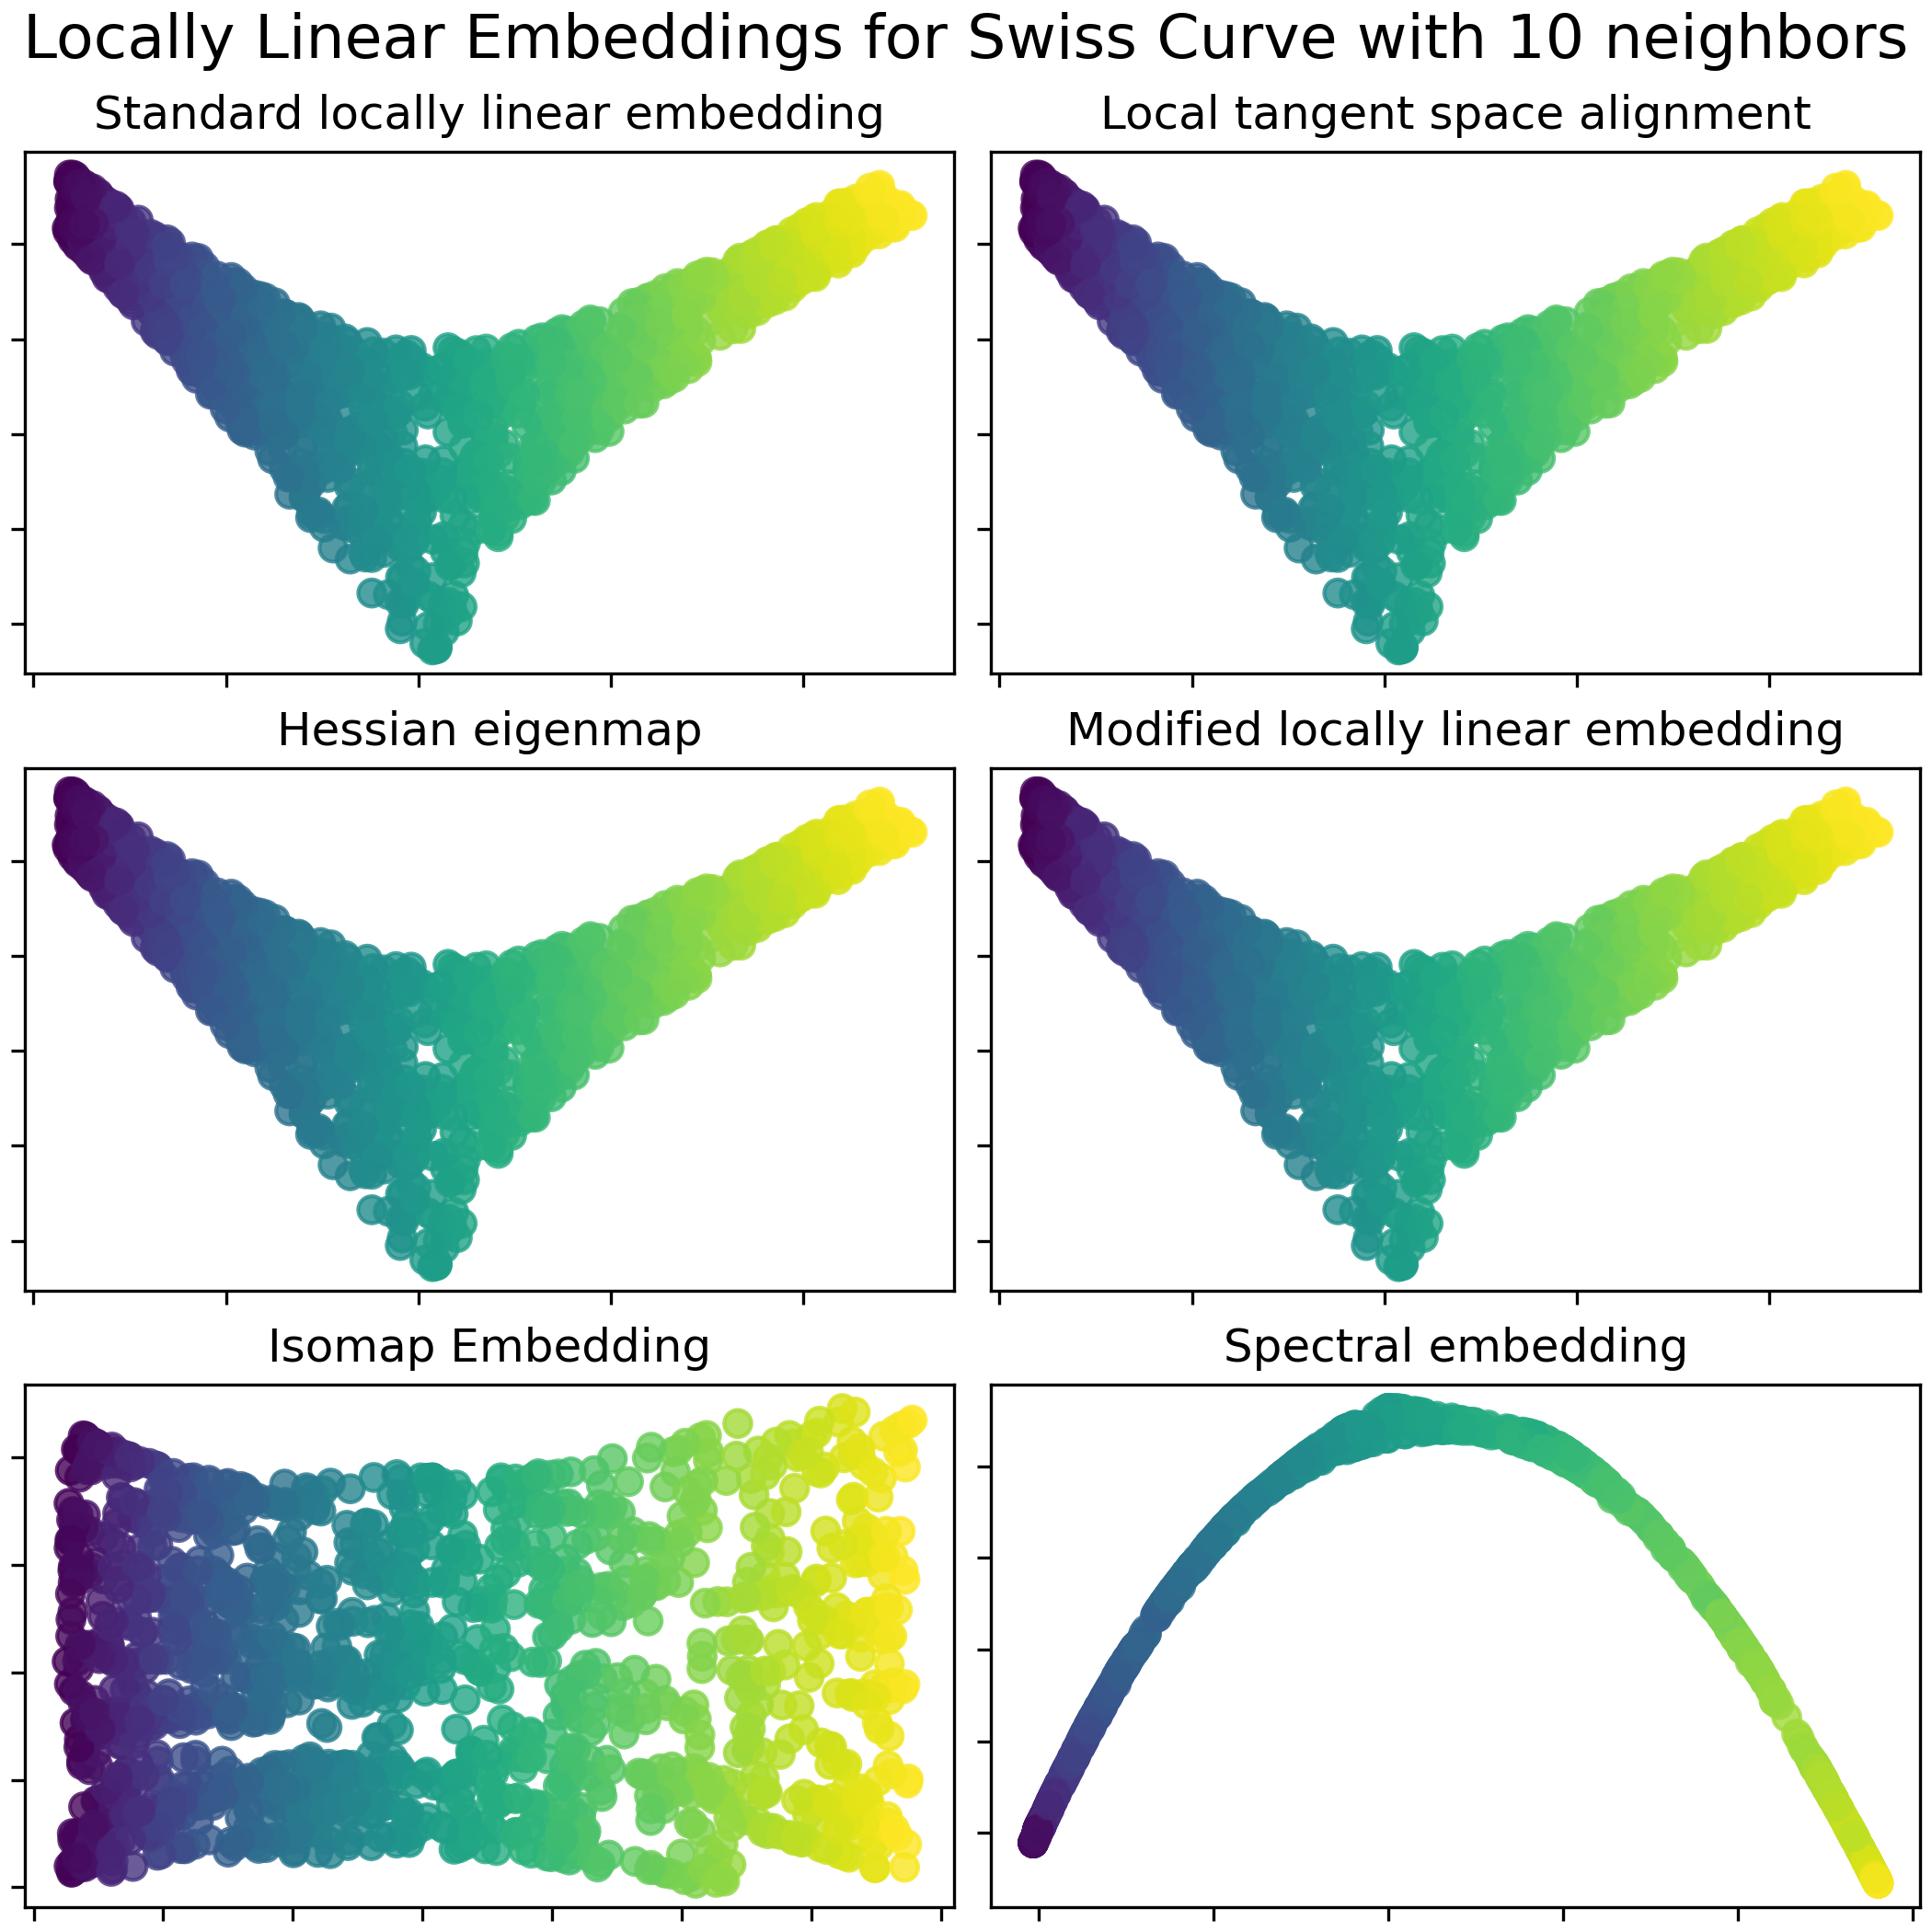 Locally Linear Embeddings for Swiss Curve with 10 neighbors
Standard locally linear embedding
Local tangent space alignment
Hessian eigenmap
Modified locally linear embedding
Isomap Embedding
Spectral embedding